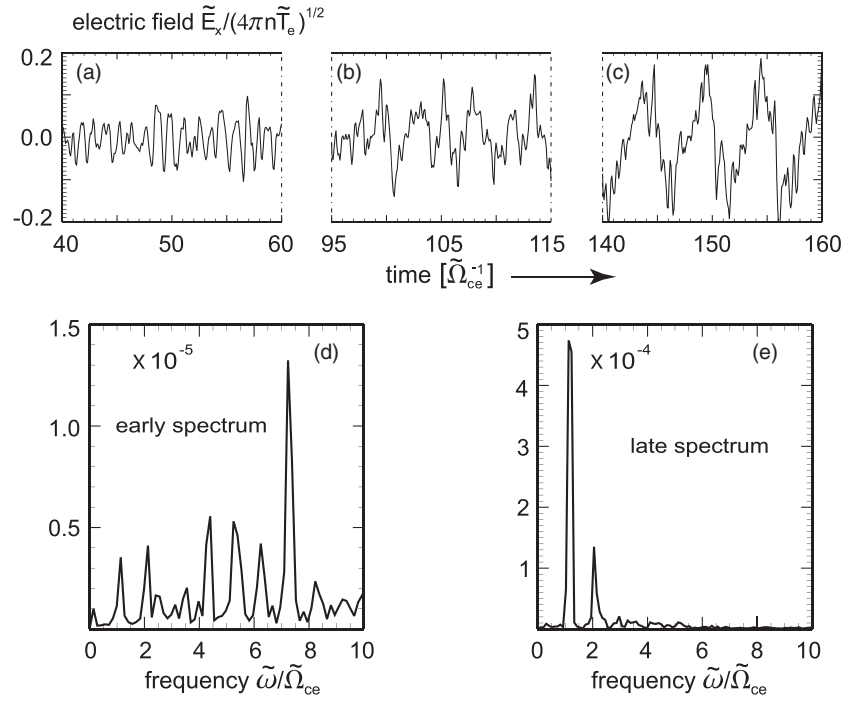 electric field Ẽx/(4πnT̃e)^1/2
0.2
0.0
-0.2
(a)
(b)
(c)
40 50 60 95 105 115 140 150 160
time [Ω̃ce^-1]
1.5
1.0
0.5
X 10^-5
(d)
early spectrum
0 2 4 6 8 10
frequency ω̃/Ω̃ce
5
4
3
2
1
X 10^-4
(e)
late spectrum
0 2 4 6 8 10
frequency ω̃/Ω̃ce